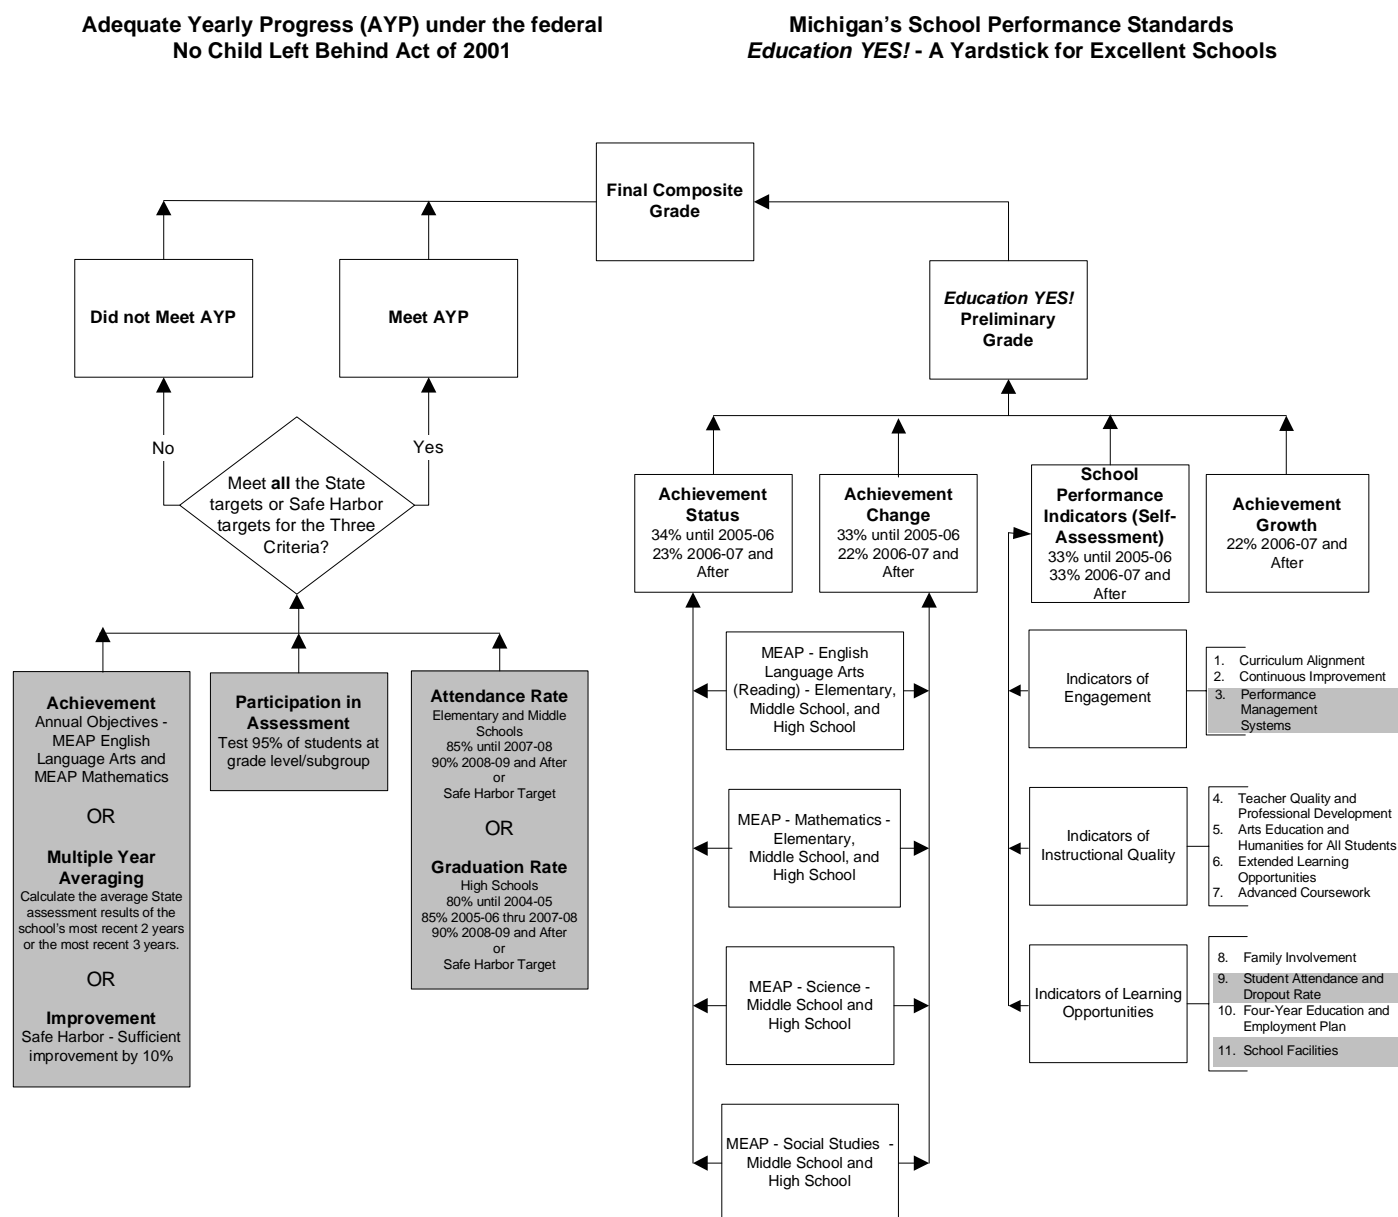 Adequate Yearly Progress (AYP) under the federal
No Child Left Behind Act of 2001
Michigan's School Performance Standards
Education YES! - A Yardstick for Excellent Schools
Final Composite
Grade
Did not Meet AYP
Meet AYP
Education YES!
Preliminary
Grade
No
Yes
Meet all the State
targets or Safe Harbor
targets for the Three
Criteria?
Achievement
Status
34% until 2005-06
23% 2006-07 and
After
Achievement
Change
33% until 2005-06
22% 2006-07 and
After
School
Performance
Indicators (Self-
Assessment)
33% until 2005-06
33% 2006-07 and
After
Achievement
Growth
22% 2006-07 and
After
Achievement
Annual Objectives -
MEAP English
Language Arts and
MEAP Mathematics
OR
Multiple Year
Averaging
Calculate the average State
assessment results of the
school's most recent 2 years
or the most recent 3 years.
OR
Improvement
Safe Harbor - Sufficient
improvement by 10%
Participation in
Assessment
Test 95% of students at
grade level/subgroup
Attendance Rate
Elementary and Middle
Schools
85% until 2007-08
90% 2008-09 and After
or
Safe Harbor Target
OR
Graduation Rate
High Schools
80% until 2004-05
85% 2005-06 thru 2007-08
90% 2008-09 and After
or
Safe Harbor Target
MEAP - English
Language Arts
(Reading) - Elementary,
Middle School, and
High School
MEAP - Mathematics -
Elementary,
Middle School, and
High School
MEAP - Science -
Middle School and
High School
MEAP - Social Studies -
Middle School and
High School
Indicators of
Engagement
1. Curriculum Alignment
2. Continuous Improvement
3. Performance
Management
Systems
Indicators of
Instructional Quality
4. Teacher Quality and
Professional Development
5. Arts Education and
Humanities for All Students
6. Extended Learning
Opportunities
7. Advanced Coursework
Indicators of Learning
Opportunities
8. Family Involvement
9. Student Attendance and
Dropout Rate
10. Four-Year Education and
Employment Plan
11. School Facilities